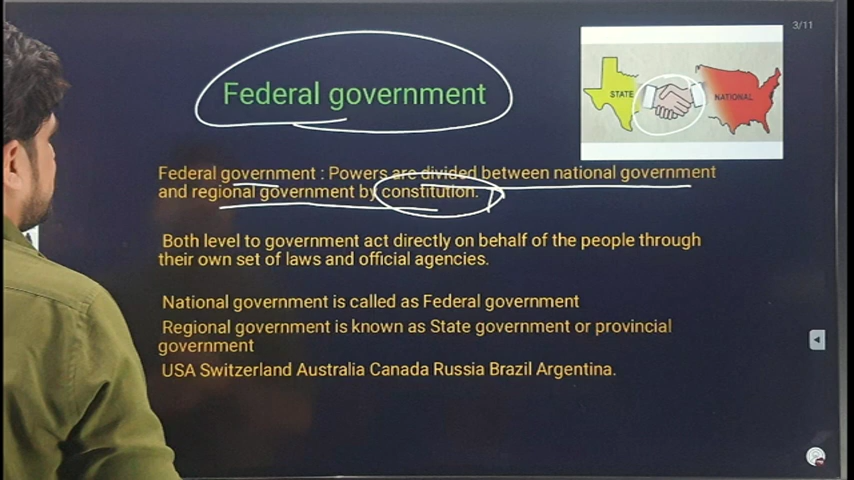 3/11
Federal government
STATE
NATIONAL
Federal government : Powers are divided between national government
and regional government by constitution.
Both level to government act directly on behalf of the people through
their own set of laws and official agencies.
National government is called as Federal government
Regional government is known as State government or provincial
government
USA Switzerland Australia Canada Russia Brazil Argentina.